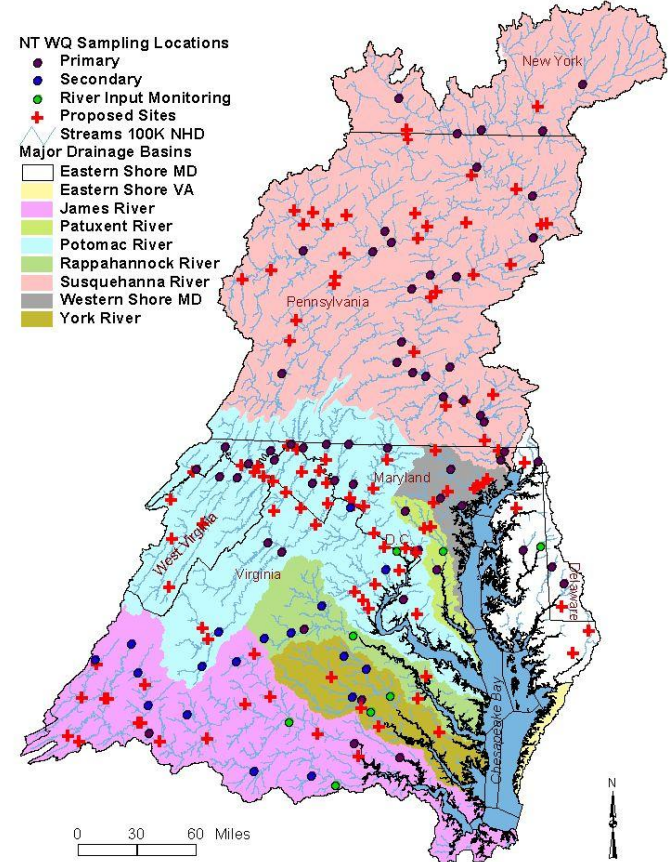 NT WQ Sampling Locations
Primary
Secondary
River Input Monitoring
Proposed Sites
Streams 100K NHD
Major Drainage Basins
Eastern Shore MD
Eastern Shore VA
James River
Patuxent River
Potomac River
Rappahannock River
Susquehanna River
Western Shore MD
York River
New York
Pennsylvania
Maryland
West Virginia
D.C.
Virginia
Delaware
Chesapeake Bay
0 30 60 Miles
N